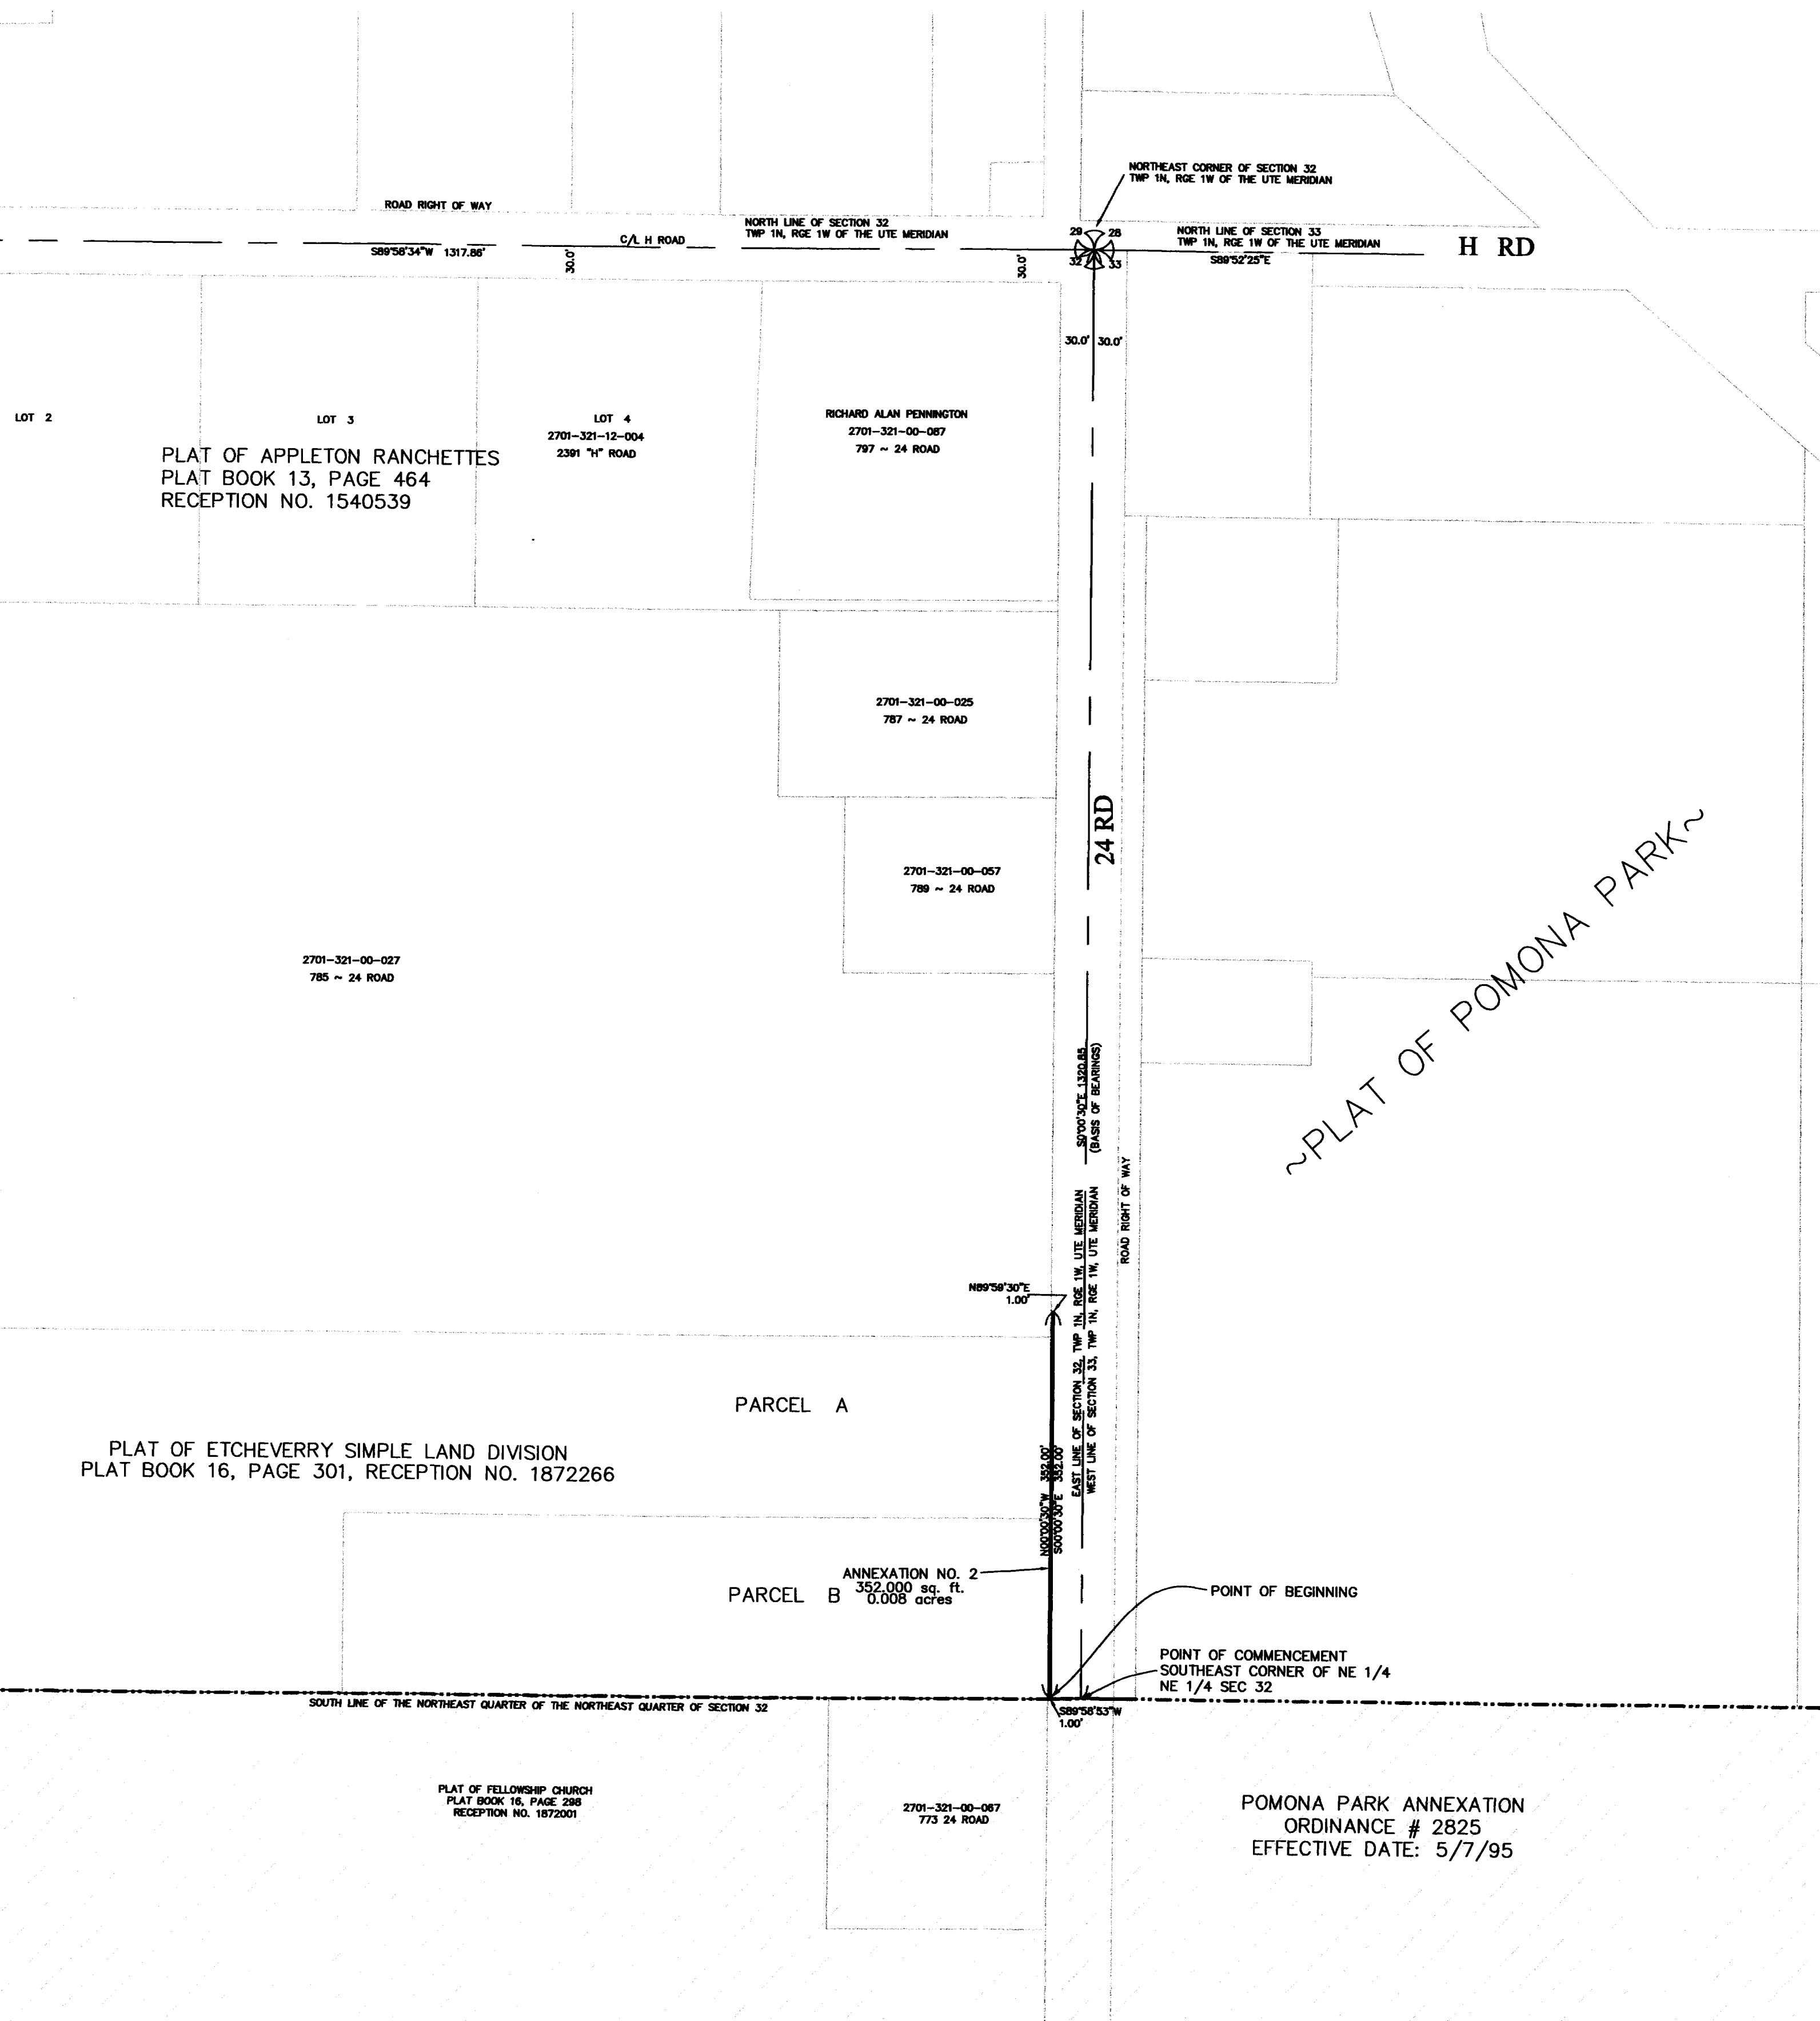 NORTHEAST CORNER OF SECTION 32
TWP 1N, RGE 1W OF THE UTE MERIDIAN
ROAD RIGHT OF WAY
NORTH LINE OF SECTION 32
TWP 1N, RGE 1W OF THE UTE MERIDIAN
C/L H ROAD
S89°58'34"W 1317.86'
30.0'
30.0'
29
28
32
33
NORTH LINE OF SECTION 33
TWP 1N, RGE 1W OF THE UTE MERIDIAN
S89°52'25"E
H RD
30.0'
30.0'
LOT 2
LOT 3
LOT 4
2701-321-12-004
2391 "H" ROAD
RICHARD ALAN PENNINGTON
2701-321-00-087
797 ~ 24 ROAD
PLAT OF APPLETON RANCHETTES
PLAT BOOK 13, PAGE 464
RECEPTION NO. 1540539
2701-321-00-025
787 ~ 24 ROAD
24 RD
2701-321-00-057
789 ~ 24 ROAD
~PLAT OF POMONA PARK~
2701-321-00-027
785 ~ 24 ROAD
S0°00'30"E 1320.85
(BASIS OF BEARINGS)
ROAD RIGHT OF WAY
EAST LINE OF SECTION 32, TWP 1N, RGE 1W, UTE MERIDIAN
WEST LINE OF SECTION 33, TWP 1N, RGE 1W, UTE MERIDIAN
N89°59'30"E
1.00'
PARCEL A
PLAT OF ETCHEVERRY SIMPLE LAND DIVISION
PLAT BOOK 16, PAGE 301, RECEPTION NO. 1872266
N00°00'30"W 352.00'
S00°00'30"E 352.00'
ANNEXATION NO. 2
352.000 sq. ft.
0.008 acres
PARCEL B
POINT OF BEGINNING
POINT OF COMMENCEMENT
SOUTHEAST CORNER OF NE 1/4
NE 1/4 SEC 32
SOUTH LINE OF THE NORTHEAST QUARTER OF THE NORTHEAST QUARTER OF SECTION 32
S89°58'53"W
1.00'
PLAT OF FELLOWSHIP CHURCH
PLAT BOOK 16, PAGE 298
RECEPTION NO. 1872001
2701-321-00-067
773 24 ROAD
POMONA PARK ANNEXATION
ORDINANCE # 2825
EFFECTIVE DATE: 5/7/95